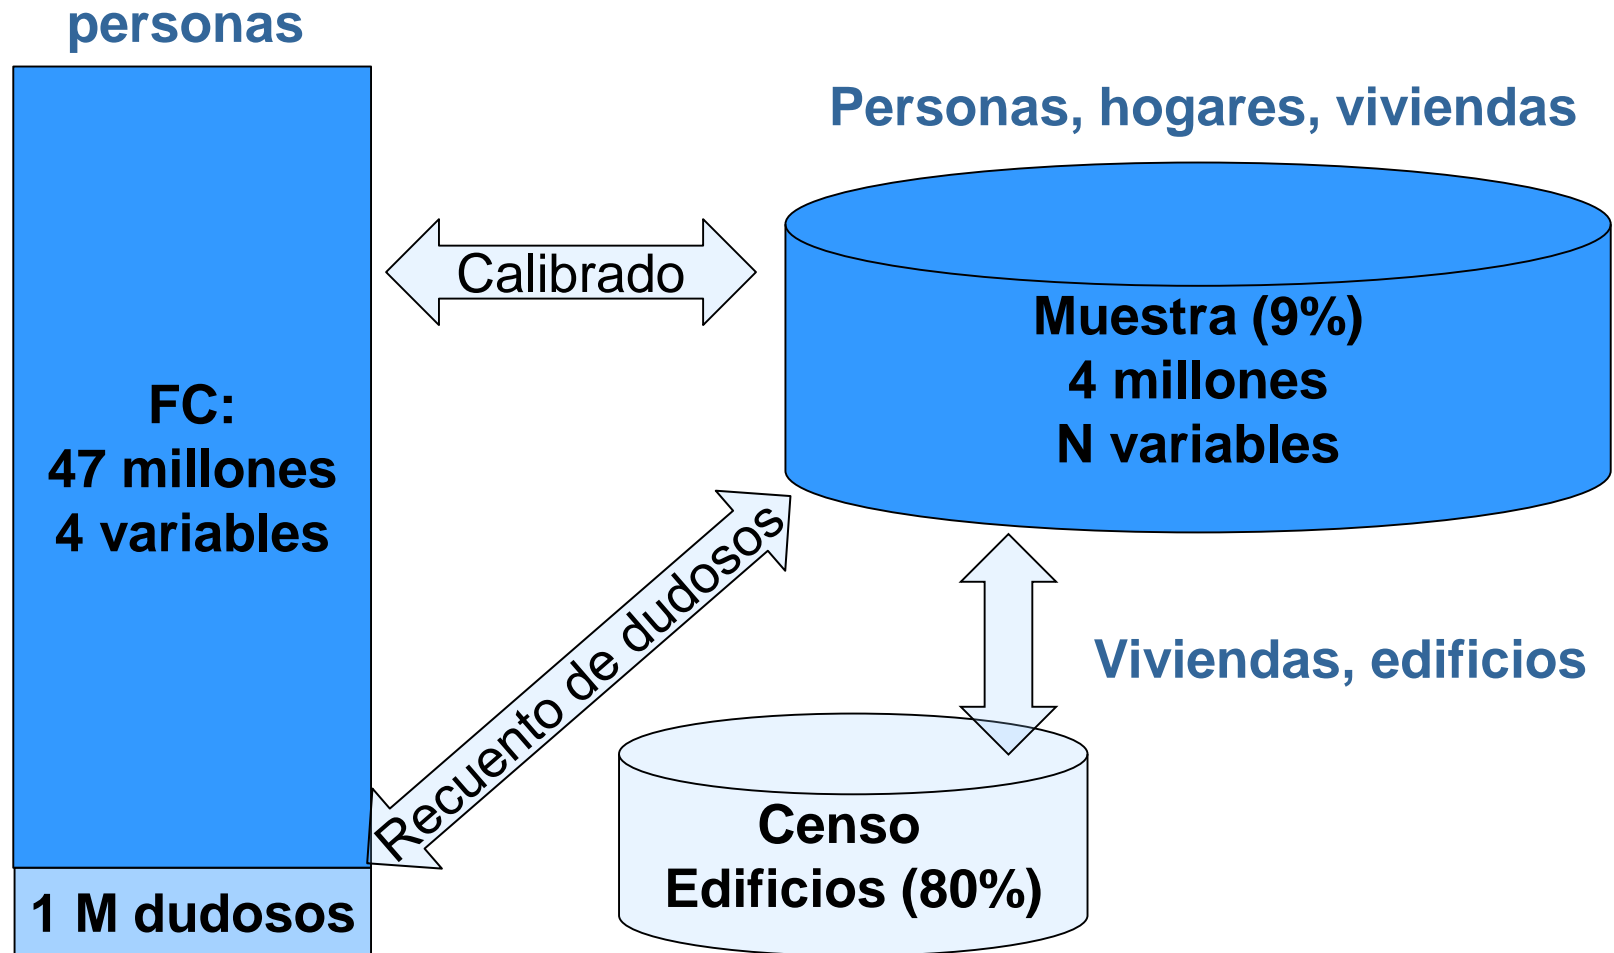 personas
FC:
47 millones
4 variables
1 M dudosos
Calibrado
Recuento de dudosos
Personas, hogares, viviendas
Muestra (9%)
4 millones
N variables
Viviendas, edificios
Censo
Edificios (80%)